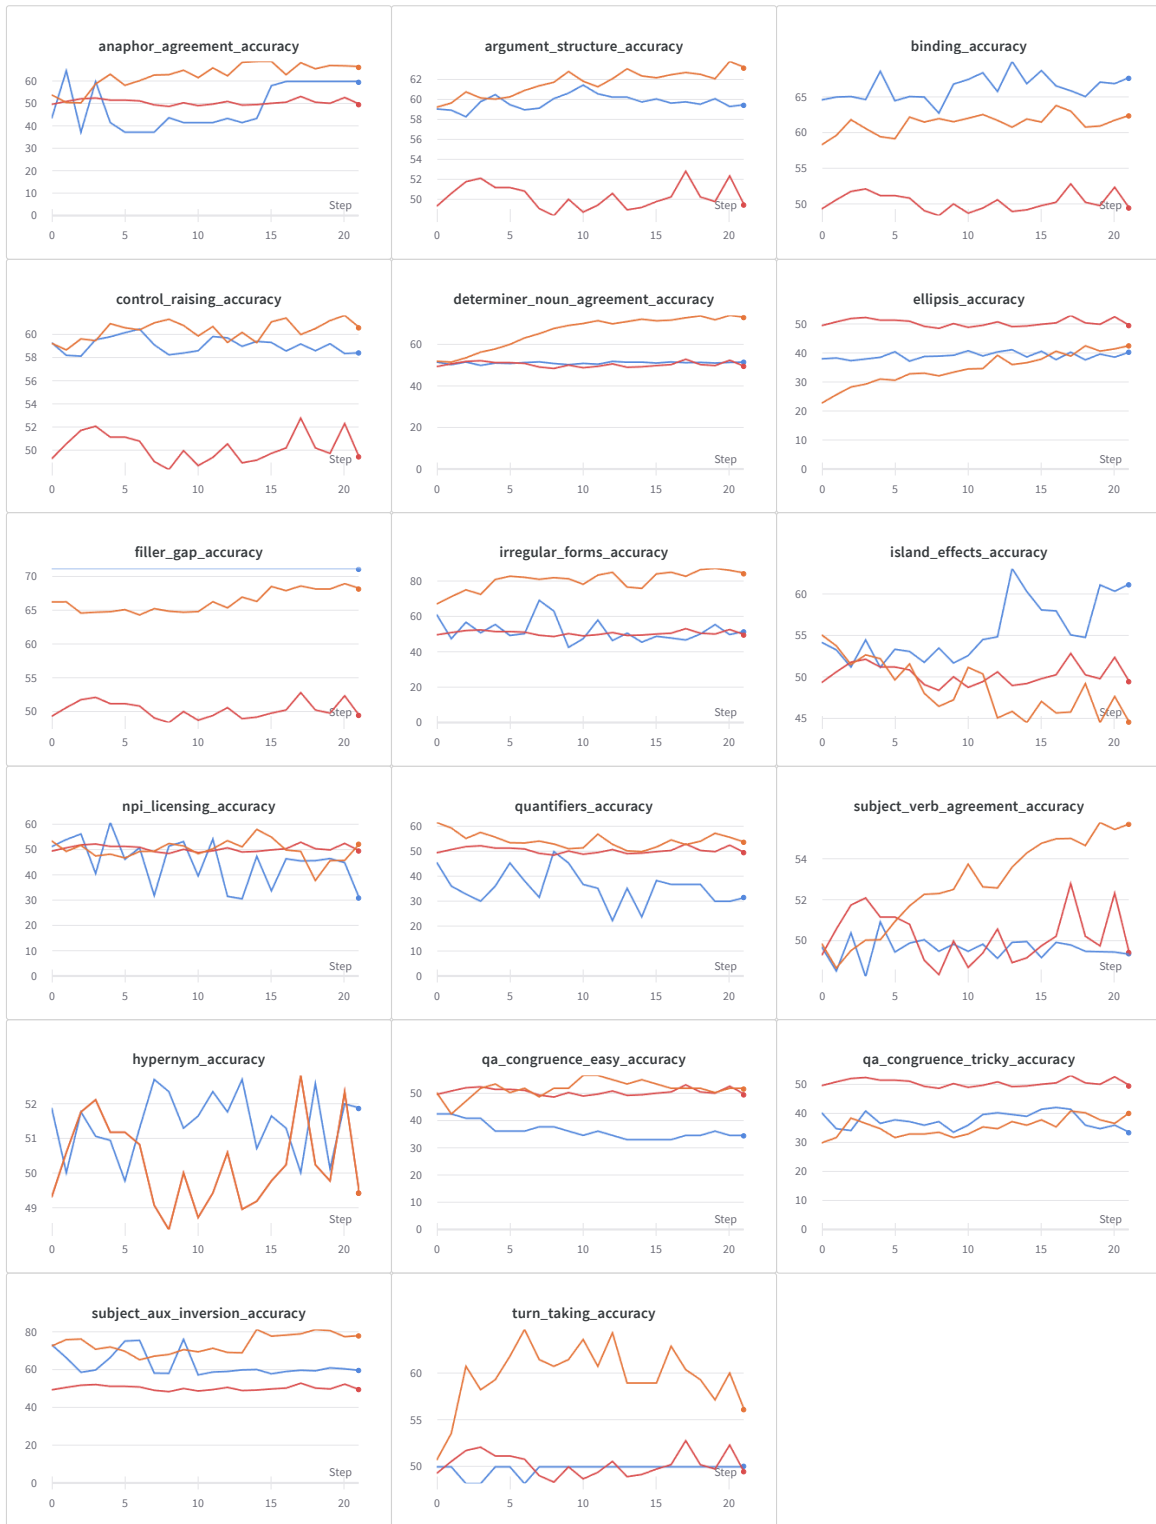 anaphor_agreement_accuracy
60
50
40
30
20
10
0
Step
0 5 10 15 20
argument_structure_accuracy
62
60
58
56
54
52
50
Step
0 5 10 15 20
binding_accuracy
65
60
55
50
Step
0 5 10 15 20
control_raising_accuracy
60
58
56
54
52
50
Step
0 5 10 15 20
determiner_noun_agreement_accuracy
60
40
20
0
Step
0 5 10 15 20
ellipsis_accuracy
50
40
30
20
10
0
Step
0 5 10 15 20
filler_gap_accuracy
70
65
60
55
50
Step
0 5 10 15 20
irregular_forms_accuracy
80
60
40
20
0
Step
0 5 10 15 20
island_effects_accuracy
60
55
50
45
Step
0 5 10 15 20
npi_licensing_accuracy
60
50
40
30
20
10
0
Step
0 5 10 15 20
quantifiers_accuracy
60
50
40
30
20
10
0
Step
0 5 10 15 20
subject_verb_agreement_accuracy
54
52
50
Step
0 5 10 15 20
hypernym_accuracy
52
51
50
49
Step
0 5 10 15 20
qa_congruence_easy_accuracy
50
40
30
20
10
0
Step
0 5 10 15 20
qa_congruence_tricky_accuracy
50
40
30
20
10
0
Step
0 5 10 15 20
subject_aux_inversion_accuracy
80
60
40
20
0
Step
0 5 10 15 20
turn_taking_accuracy
60
55
50
Step
0 5 10 15 20